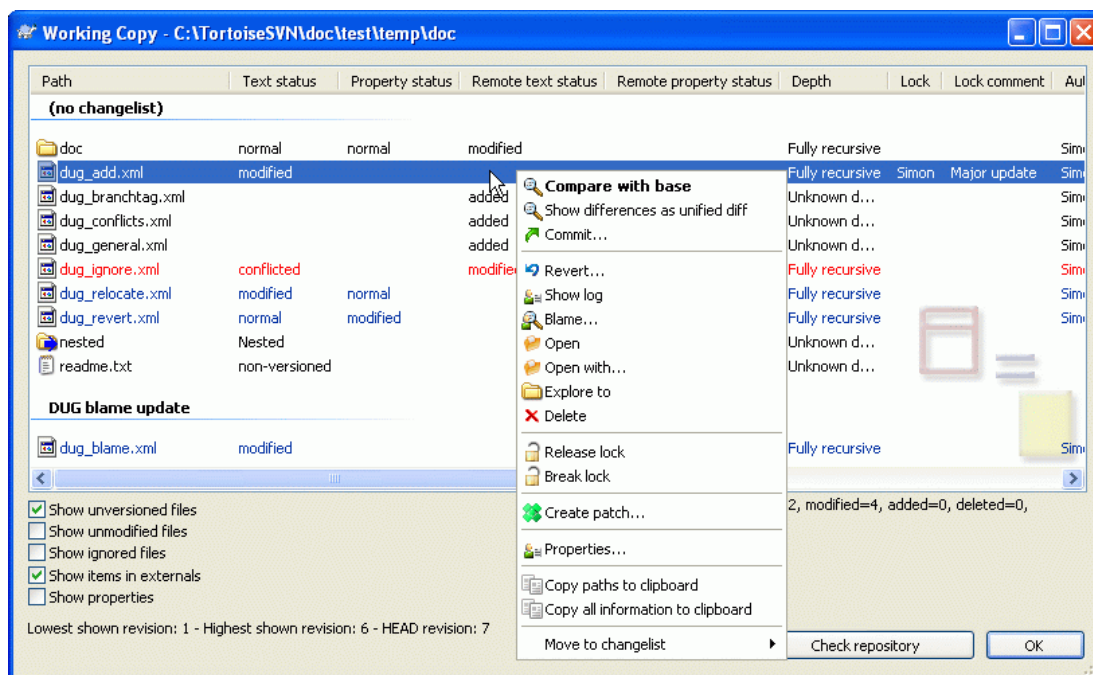 Working Copy - C:\TortoiseSVN\doc\test\temp\doc
Path Text status Property status Remote text status Remote property status Depth Lock Lock comment
(no changelist)
doc normal normal modified Fully recursive
dug_add.xml modified Fully recursive Simon Major update
dug_branchtag.xml added Unknown d...
dug_conflicts.xml added Unknown d...
dug_general.xml added Unknown d...
dug_ignore.xml conflicted Fully recursive
dug_relocate.xml modified normal Fully recursive
dug_revert.xml normal modified Fully recursive
nested Nested Unknown d...
readme.txt non-versioned Unknown d...
DUG blame update
dug_blame.xml modified Fully recursive
Compare with base
Show differences as unified diff
Commit...
Revert...
Show log
Blame...
Open
Open with...
Explore to
Delete
Release lock
Break lock
Create patch...
Properties...
Copy paths to clipboard
Copy all information to clipboard
Move to changelist
Show unversioned files
2, modified=4, added=0, deleted=0,
Show unmodified files
Show ignored files
Show items in externals
Show properties
Lowest shown revision: 1 - Highest shown revision: 6 - HEAD revision: 7
Check repository OK